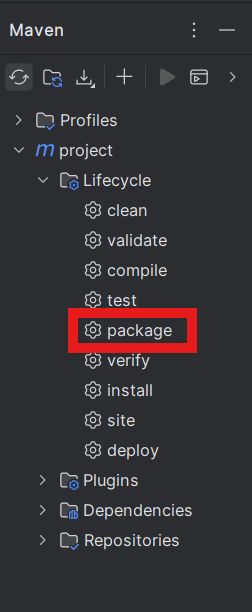 Maven
Profiles
m project
Lifecycle
clean
validate
compile
test
package
verify
install
site
deploy
Plugins
Dependencies
Repositories